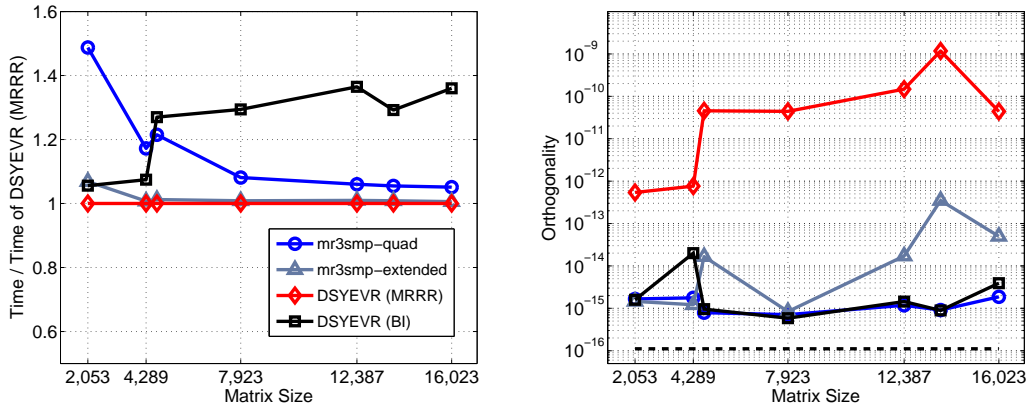 1.6
1.4
1.2
1
0.8
0.6
Time / Time of DSYEVR (MRRR)
mr3smp−quad
mr3smp−extended
DSYEVR (MRRR)
DSYEVR (BI)
2,053 4,289 7,923 12,387 16,023
Matrix Size
10−9
10−10
10−11
10−12
10−13
10−14
10−15
10−16
Orthogonality
2,053 4,289 7,923 12,387 16,023
Matrix Size